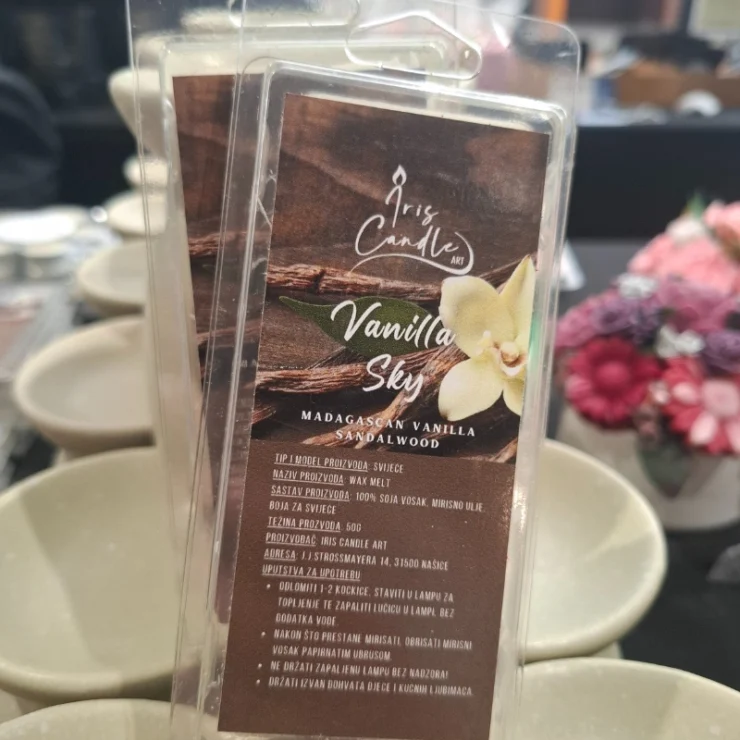 Iris
Candle
ART
Vanilla
Sky
MADAGASCAN VANILLA
SANDALWOOD
TIP I MODEL PROIZVODA: SVIJEĆE
NAZIV PROIZVODA: WAX MELT
SASTAV PROIZVODA: 100% SOJA VOSAK, MIRISNO ULJE,
BOJA ZA SVIJEĆE
TEŽINA PROZVODA: 50G
PROIZVOĐAČ: IRIS CANDLE ART
ADRESA: J.J STROSSMAYERA 14, 31500 NAŠICE
UPUTSTVA ZA UPOTREBU
• ODLOMITI 1-2 KOCKICE, STAVITI U LAMPU ZA
TOPLJENJE TE ZAPALITI LUČICU U LAMPI, BEZ
DODATKA VODE.
• NAKON ŠTO PRESTANE MIRISATI, OBRISATI MIRISNI
VOSAK PAPIRNATIM UBRUSOM.
• NE DRŽATI ZAPALJENU LAMPU BEZ NADZORA!
• DRŽATI IZVAN DOHVATA DJECE I KUĆNIH LJUBIMACA.